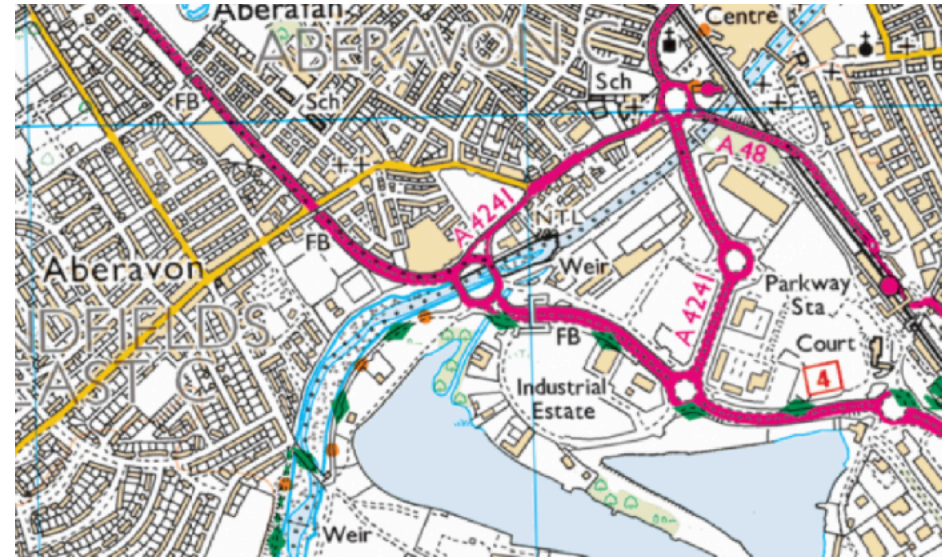 Aberafan
Centre
ABERAVON C
Sch
FB
Sch
A 48
A 4241
NTL
FB
Weir
Aberavon
Parkway
Sta
A 4241
FB
Court
4
Industrial
Estate
EAST C
Weir